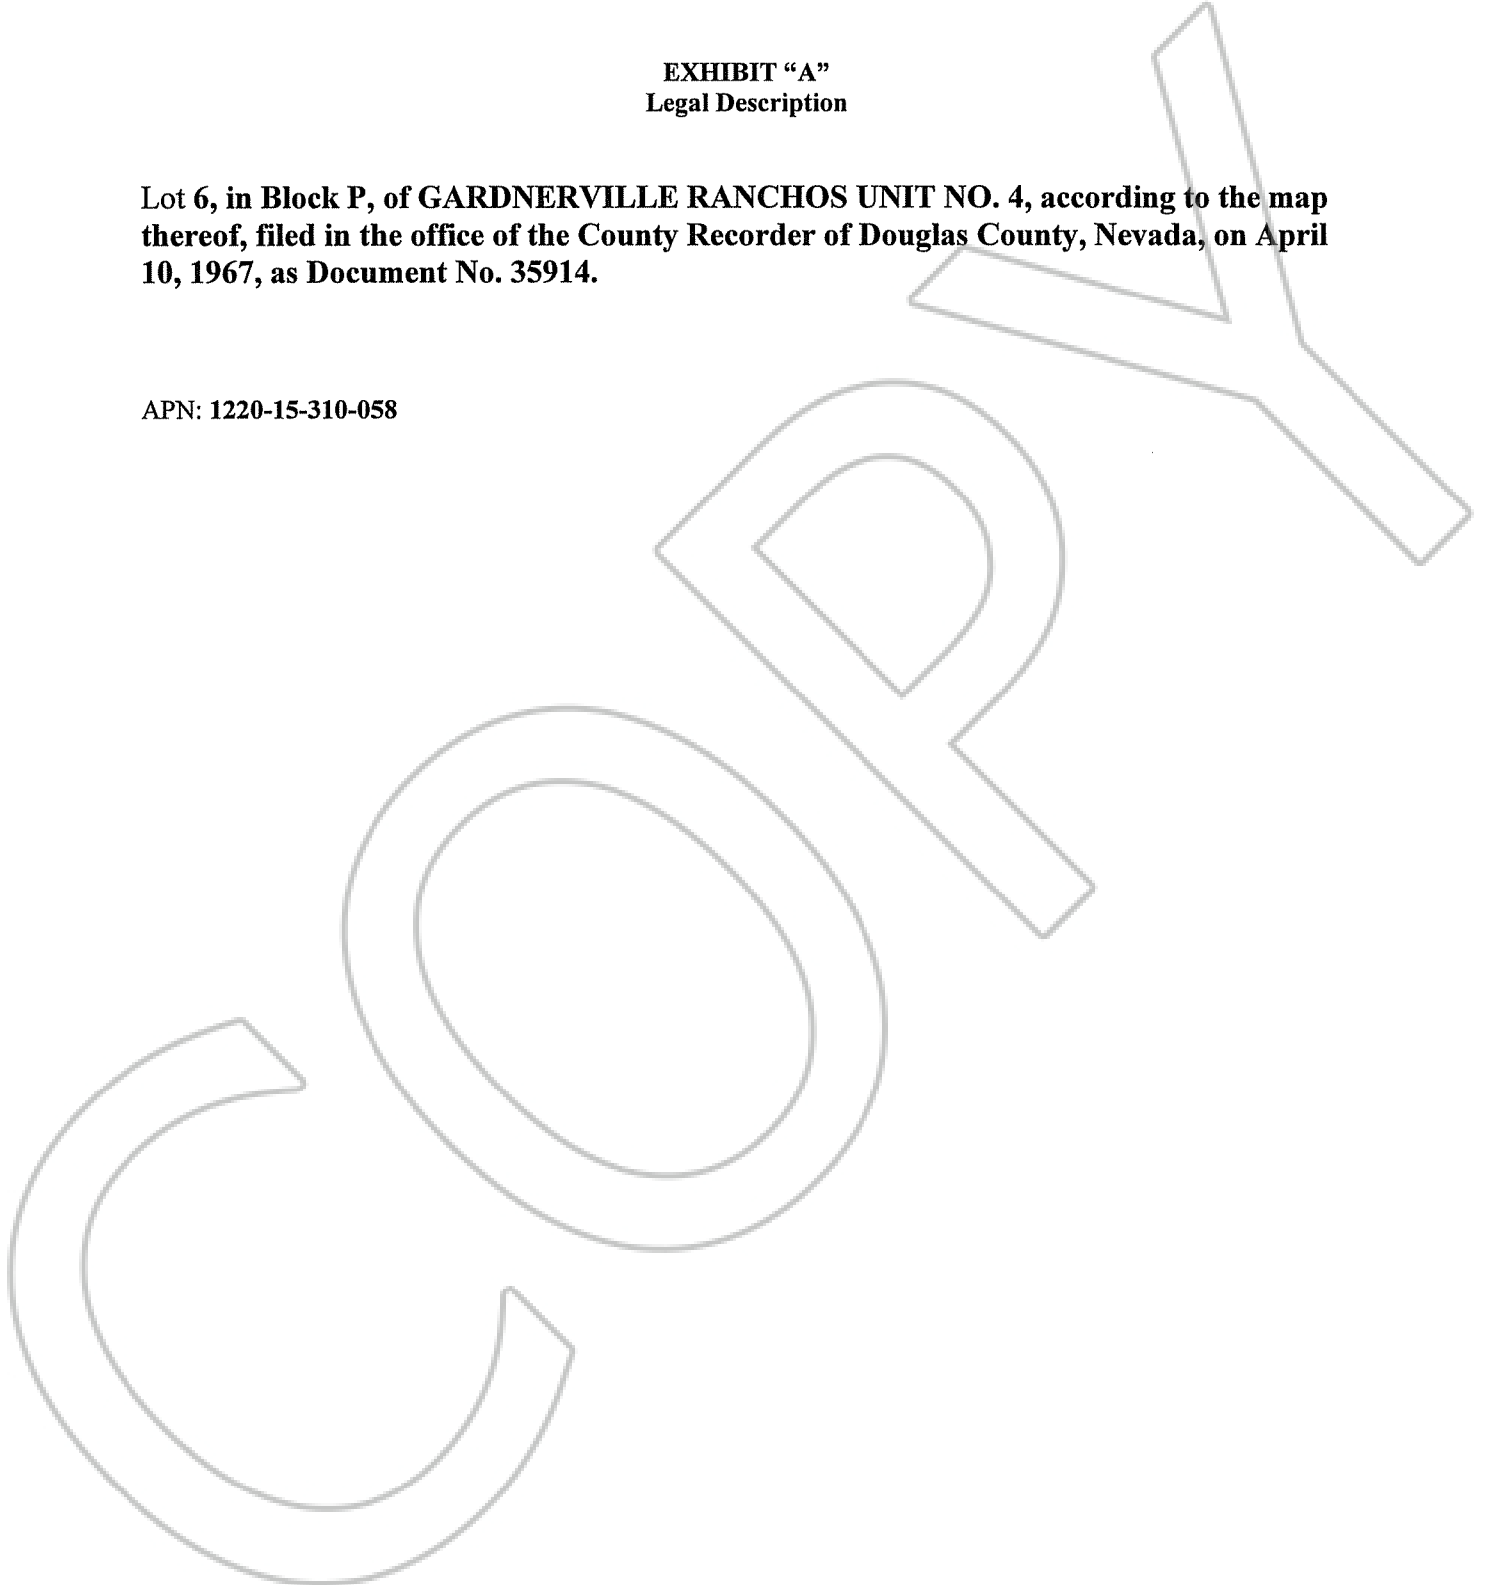 EXHIBIT “A”
Legal Description
Lot 6, in Block P, of GARDNERVILLE RANCHOS UNIT NO. 4, according to the map
thereof, filed in the office of the County Recorder of Douglas County, Nevada, on April
10, 1967, as Document No. 35914.
APN: 1220-15-310-058
COPY